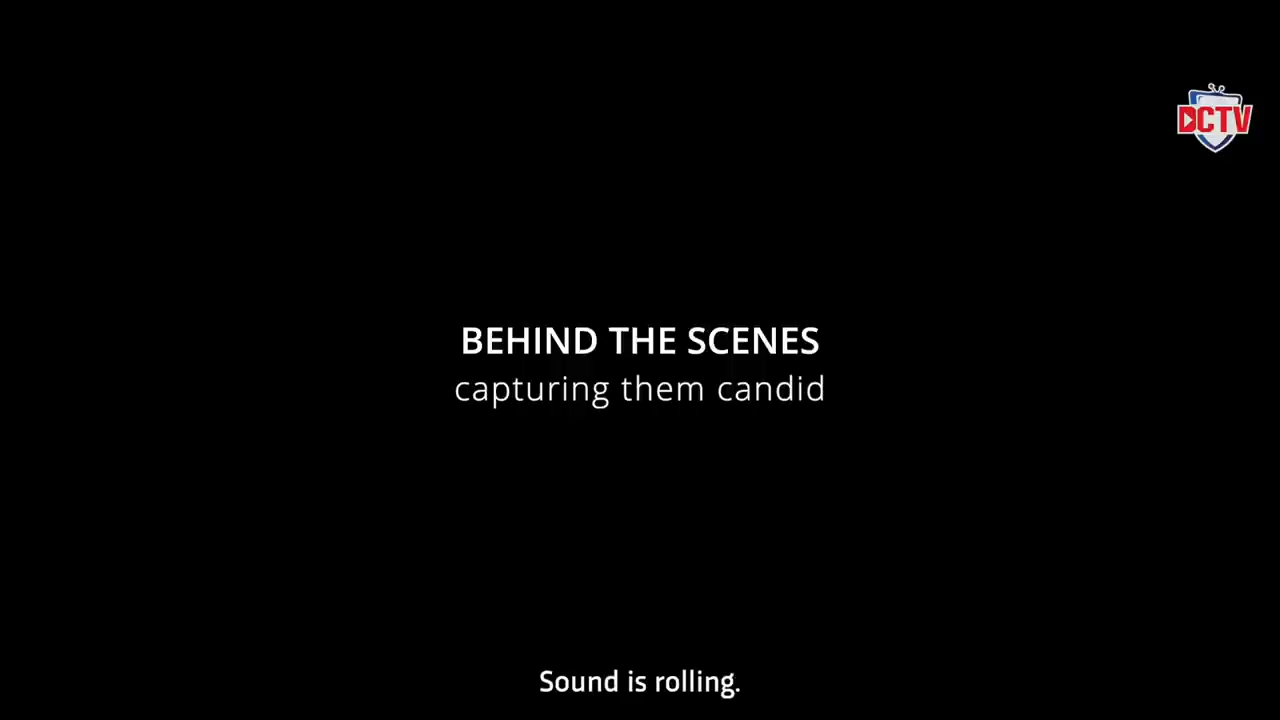 DCTV
BEHIND THE SCENES
capturing them candid
Sound is rolling.